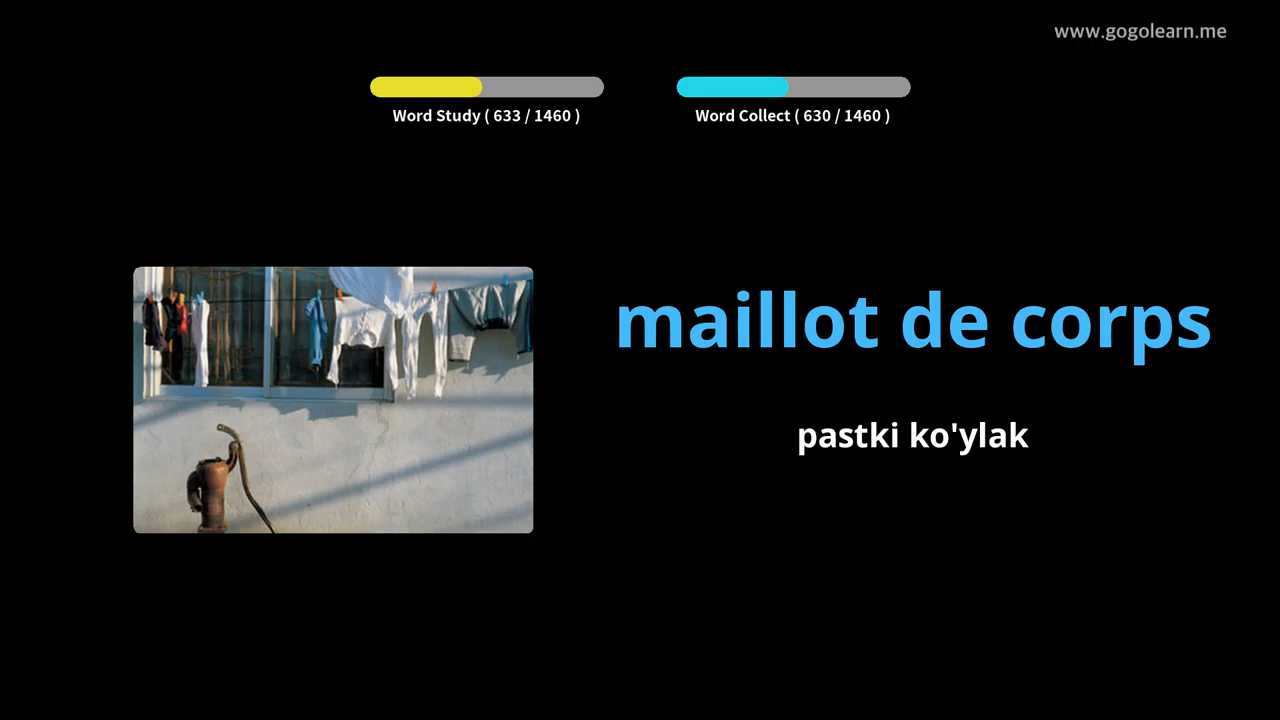 www.gogolearn.me
Word Study ( 633 / 1460 )
Word Collect ( 630 / 1460 )
maillot de corps
pastki ko'ylak